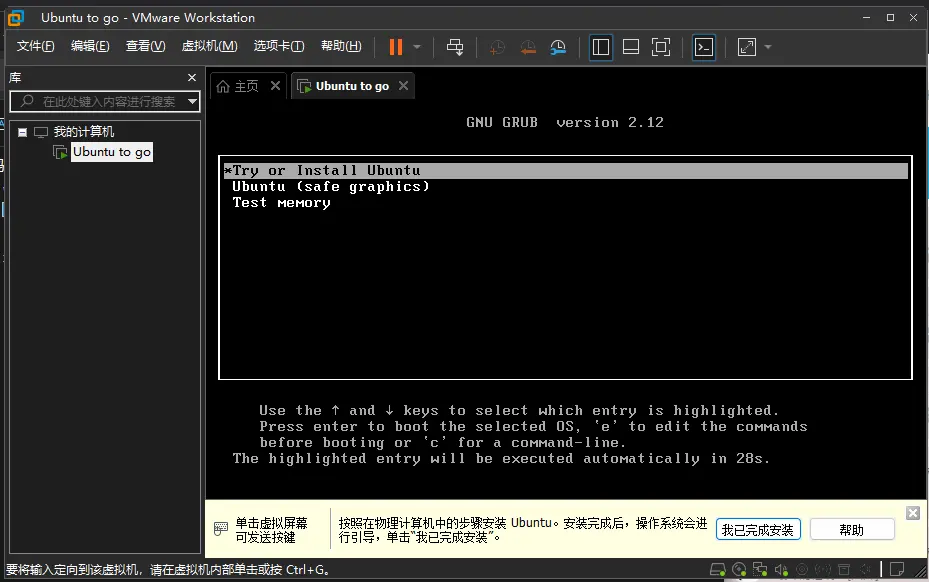 Ubuntu to go - VMware Workstation
文件(F) 编辑(E) 查看(V) 虚拟机(M) 选项卡(T) 帮助(H)
库
在此处键入内容进行搜索
我的计算机
Ubuntu to go
主页
Ubuntu to go
GNU GRUB version 2.12
*Try or Install Ubuntu
Ubuntu (safe graphics)
Test memory
Use the ↑ and ↓ keys to select which entry is highlighted.
Press enter to boot the selected OS, `e' to edit the commands
before booting or `c' for a command-line.
The highlighted entry will be executed automatically in 28s.
单击虚拟屏幕
可发送按键
按照在物理计算机中的步骤安装 Ubuntu。安装完成后，操作系统会进
行引导，单击“我已完成安装”。
我已完成安装
帮助
要将输入定向到该虚拟机，请在虚拟机内部单击或按 Ctrl+G。